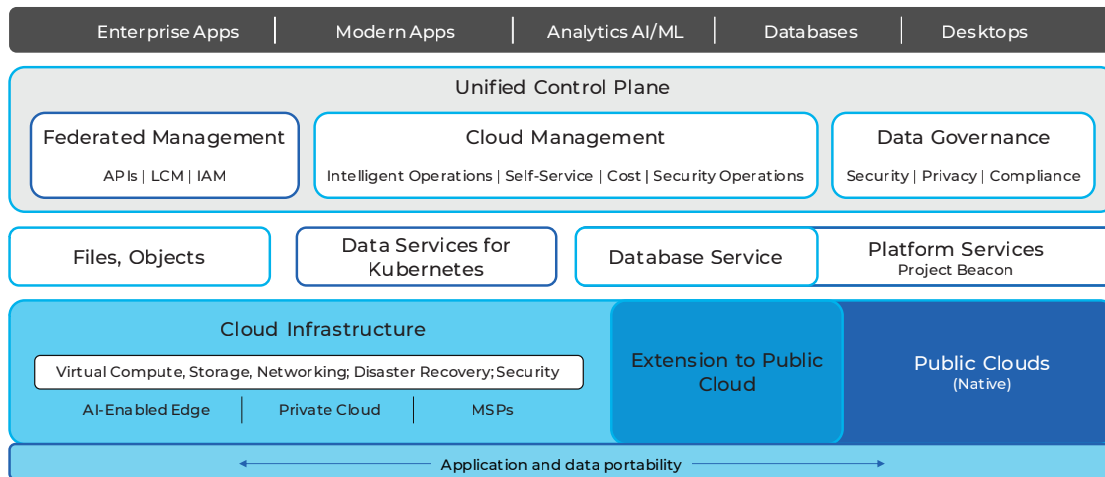 Enterprise Apps | Modern Apps | Analytics AI/ML | Databases | Desktops
Unified Control Plane
Federated Management
APIs | LCM | IAM
Cloud Management
Intelligent Operations | Self-Service | Cost | Security Operations
Data Governance
Security | Privacy | Compliance
Files, Objects
Data Services for
Kubernetes
Database Service
Platform Services
Project Beacon
Cloud Infrastructure
Virtual Compute, Storage, Networking; Disaster Recovery; Security
AI-Enabled Edge | Private Cloud | MSPs
Extension to Public
Cloud
Public Clouds
(Native)
Application and data portability